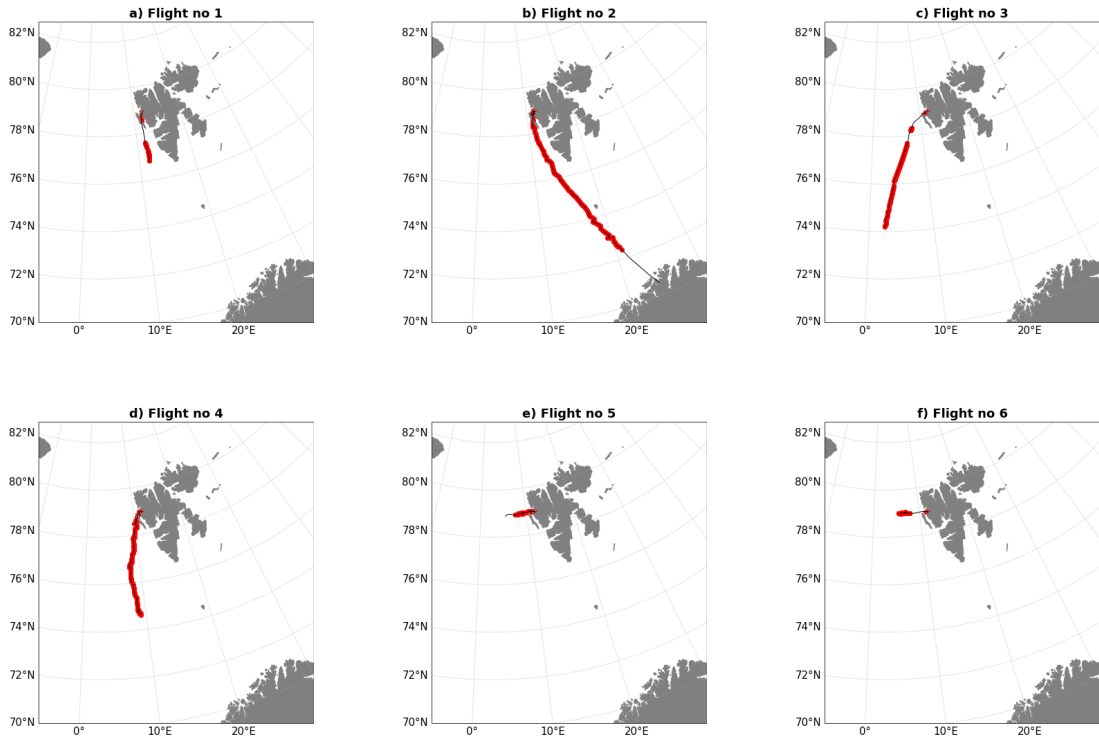 a) Flight no 1
82°N
80°N
78°N
76°N
74°N
72°N
70°N
0°
10°E
20°E
b) Flight no 2
82°N
80°N
78°N
76°N
74°N
72°N
70°N
0°
10°E
20°E
c) Flight no 3
82°N
80°N
78°N
76°N
74°N
72°N
70°N
0°
10°E
20°E
d) Flight no 4
82°N
80°N
78°N
76°N
74°N
72°N
70°N
0°
10°E
20°E
e) Flight no 5
82°N
80°N
78°N
76°N
74°N
72°N
70°N
0°
10°E
20°E
f) Flight no 6
82°N
80°N
78°N
76°N
74°N
72°N
70°N
0°
10°E
20°E